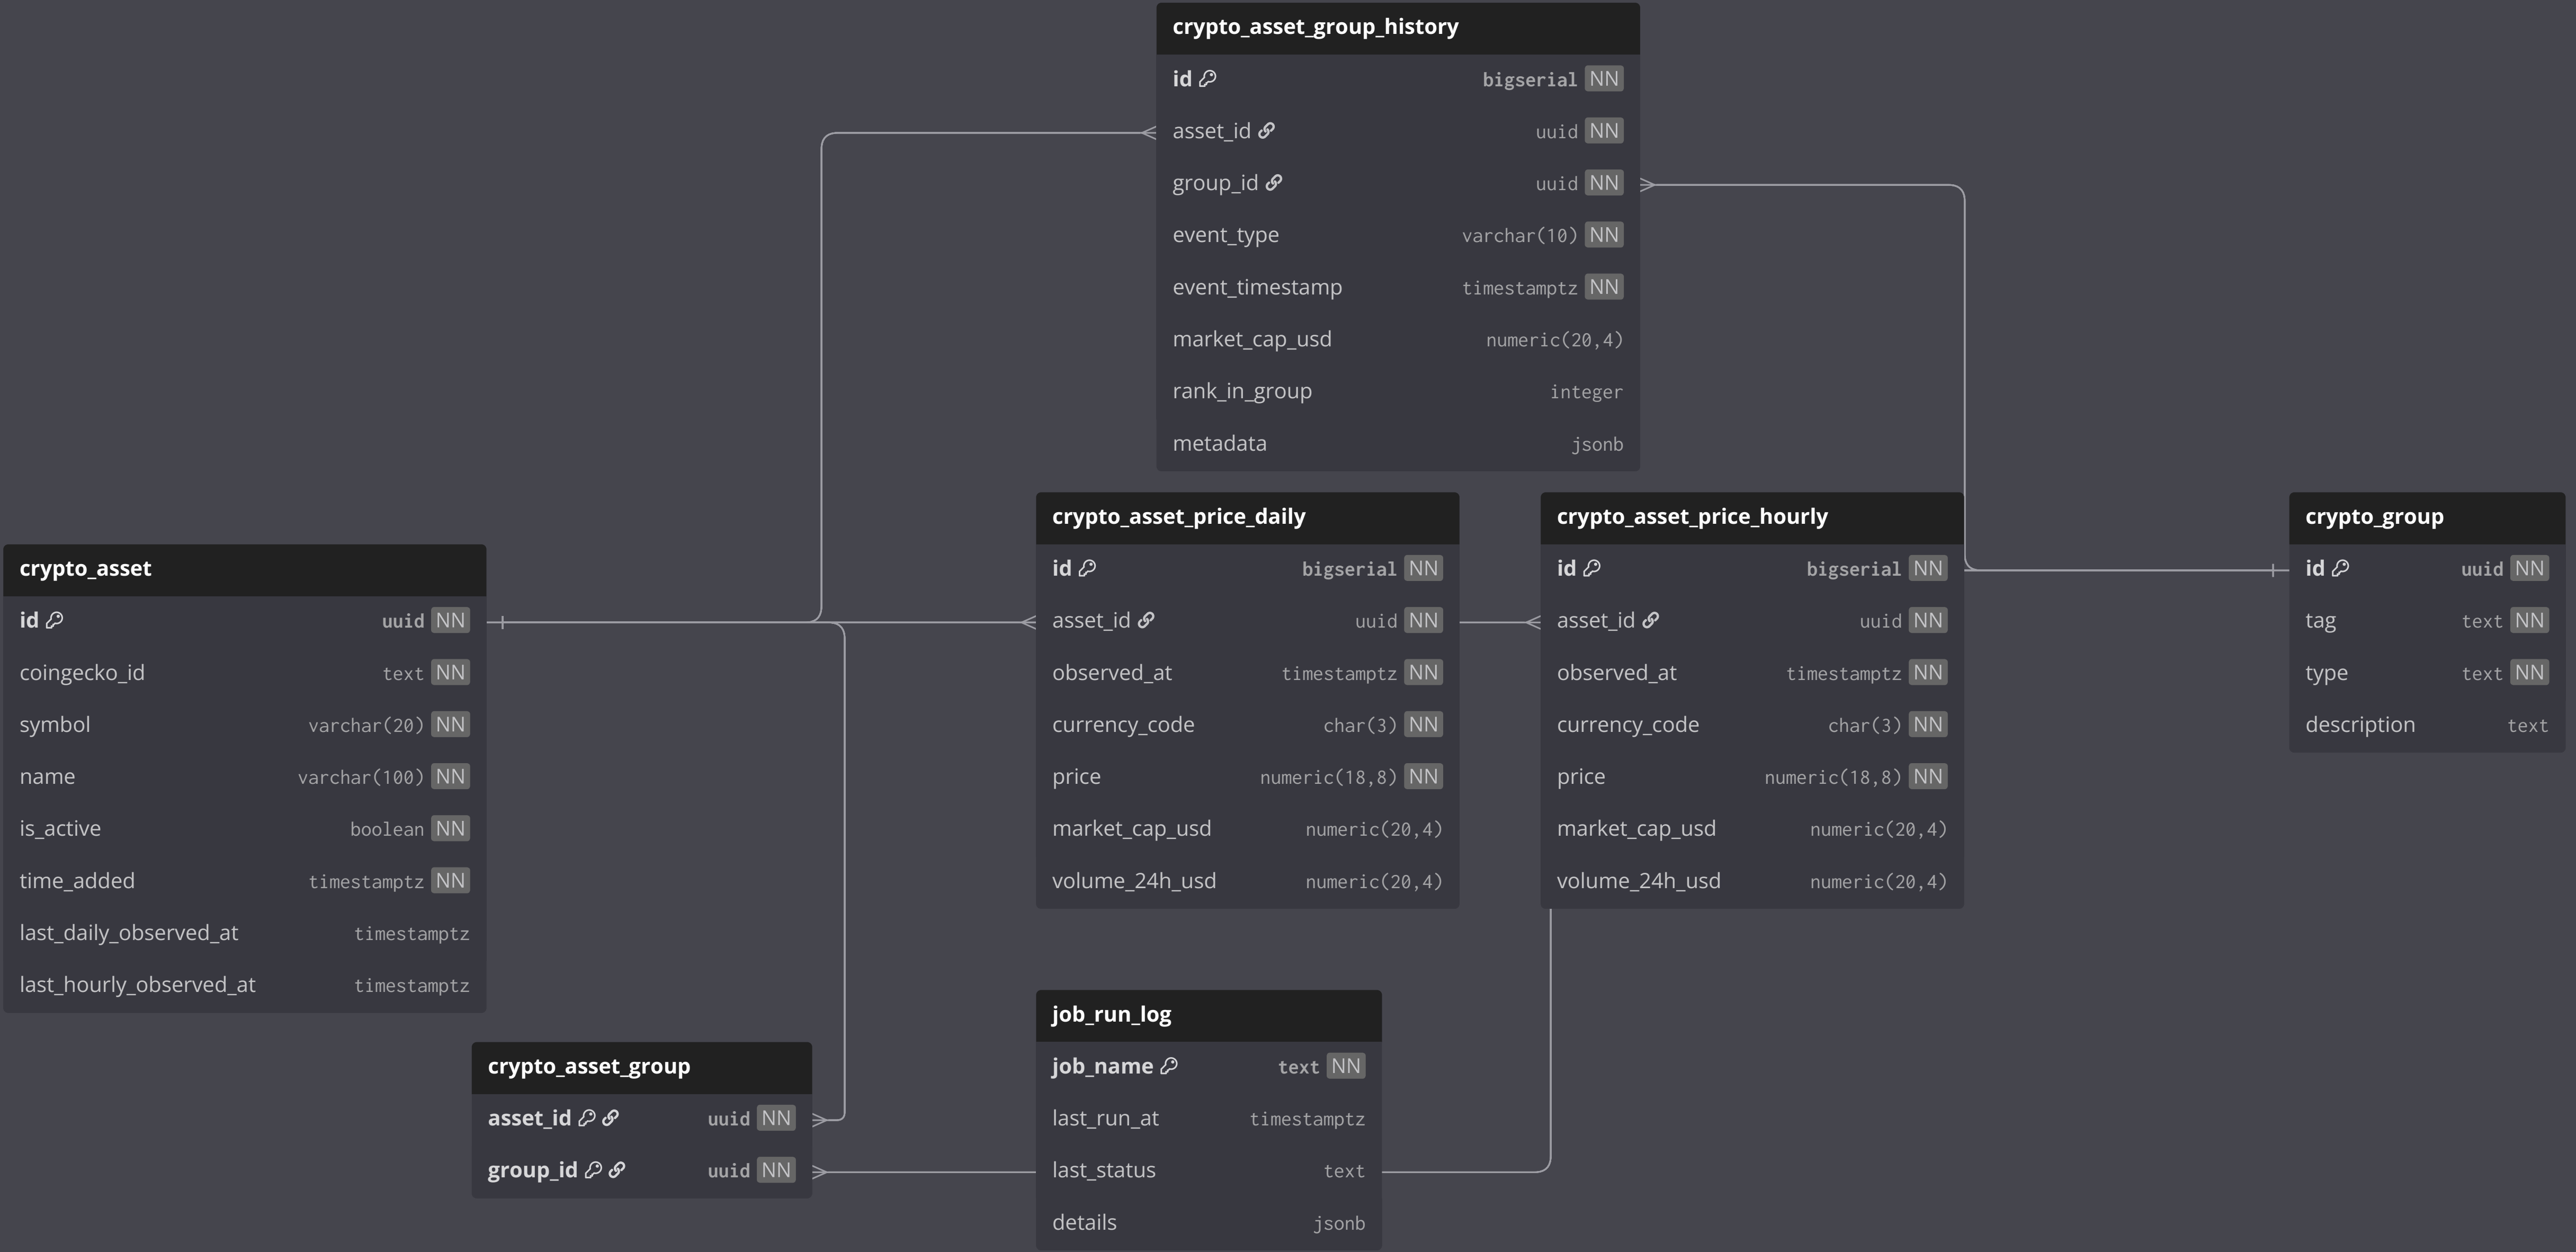 crypto_asset_group_history
id bigserial NN
asset_id uuid NN
group_id uuid NN
event_type varchar(10) NN
event_timestamp timestamptz NN
market_cap_usd numeric(20,4)
rank_in_group integer
metadata jsonb
crypto_asset
id uuid NN
coingecko_id text NN
symbol varchar(20) NN
name varchar(100) NN
is_active boolean NN
time_added timestamptz NN
last_daily_observed_at timestamptz
last_hourly_observed_at timestamptz
crypto_asset_price_daily
id bigserial NN
asset_id uuid NN
observed_at timestamptz NN
currency_code char(3) NN
price numeric(18,8) NN
market_cap_usd numeric(20,4)
volume_24h_usd numeric(20,4)
crypto_asset_price_hourly
id bigserial NN
asset_id uuid NN
observed_at timestamptz NN
currency_code char(3) NN
price numeric(18,8) NN
market_cap_usd numeric(20,4)
volume_24h_usd numeric(20,4)
crypto_group
id uuid NN
tag text NN
type text NN
description text
crypto_asset_group
asset_id uuid NN
group_id uuid NN
job_run_log
job_name text NN
last_run_at timestamptz
last_status text
details jsonb